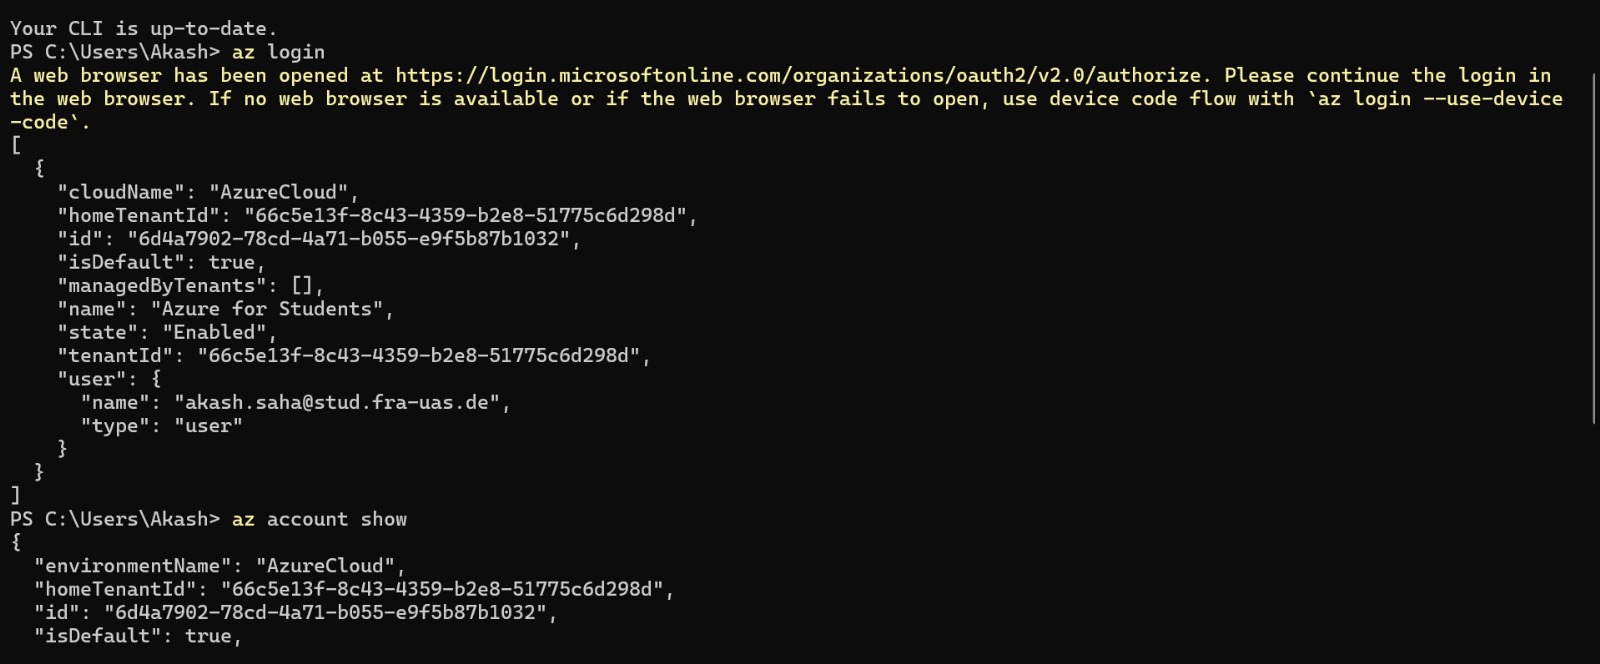 Your CLI is up-to-date.
PS C:\Users\Akash> az login
A web browser has been opened at https://login.microsoftonline.com/organizations/oauth2/v2.0/authorize. Please continue the login in
the web browser. If no web browser is available or if the web browser fails to open, use device code flow with `az login --use-device
-code`.
[
  {
    "cloudName": "AzureCloud",
    "homeTenantId": "66c5e13f-8c43-4359-b2e8-51775c6d298d",
    "id": "6d4a7902-78cd-4a71-b055-e9f5b87b1032",
    "isDefault": true,
    "managedByTenants": [],
    "name": "Azure for Students",
    "state": "Enabled",
    "tenantId": "66c5e13f-8c43-4359-b2e8-51775c6d298d",
    "user": {
      "name": "akash.saha@stud.fra-uas.de",
      "type": "user"
    }
  }
]
PS C:\Users\Akash> az account show
{
  "environmentName": "AzureCloud",
  "homeTenantId": "66c5e13f-8c43-4359-b2e8-51775c6d298d",
  "id": "6d4a7902-78cd-4a71-b055-e9f5b87b1032",
  "isDefault": true,